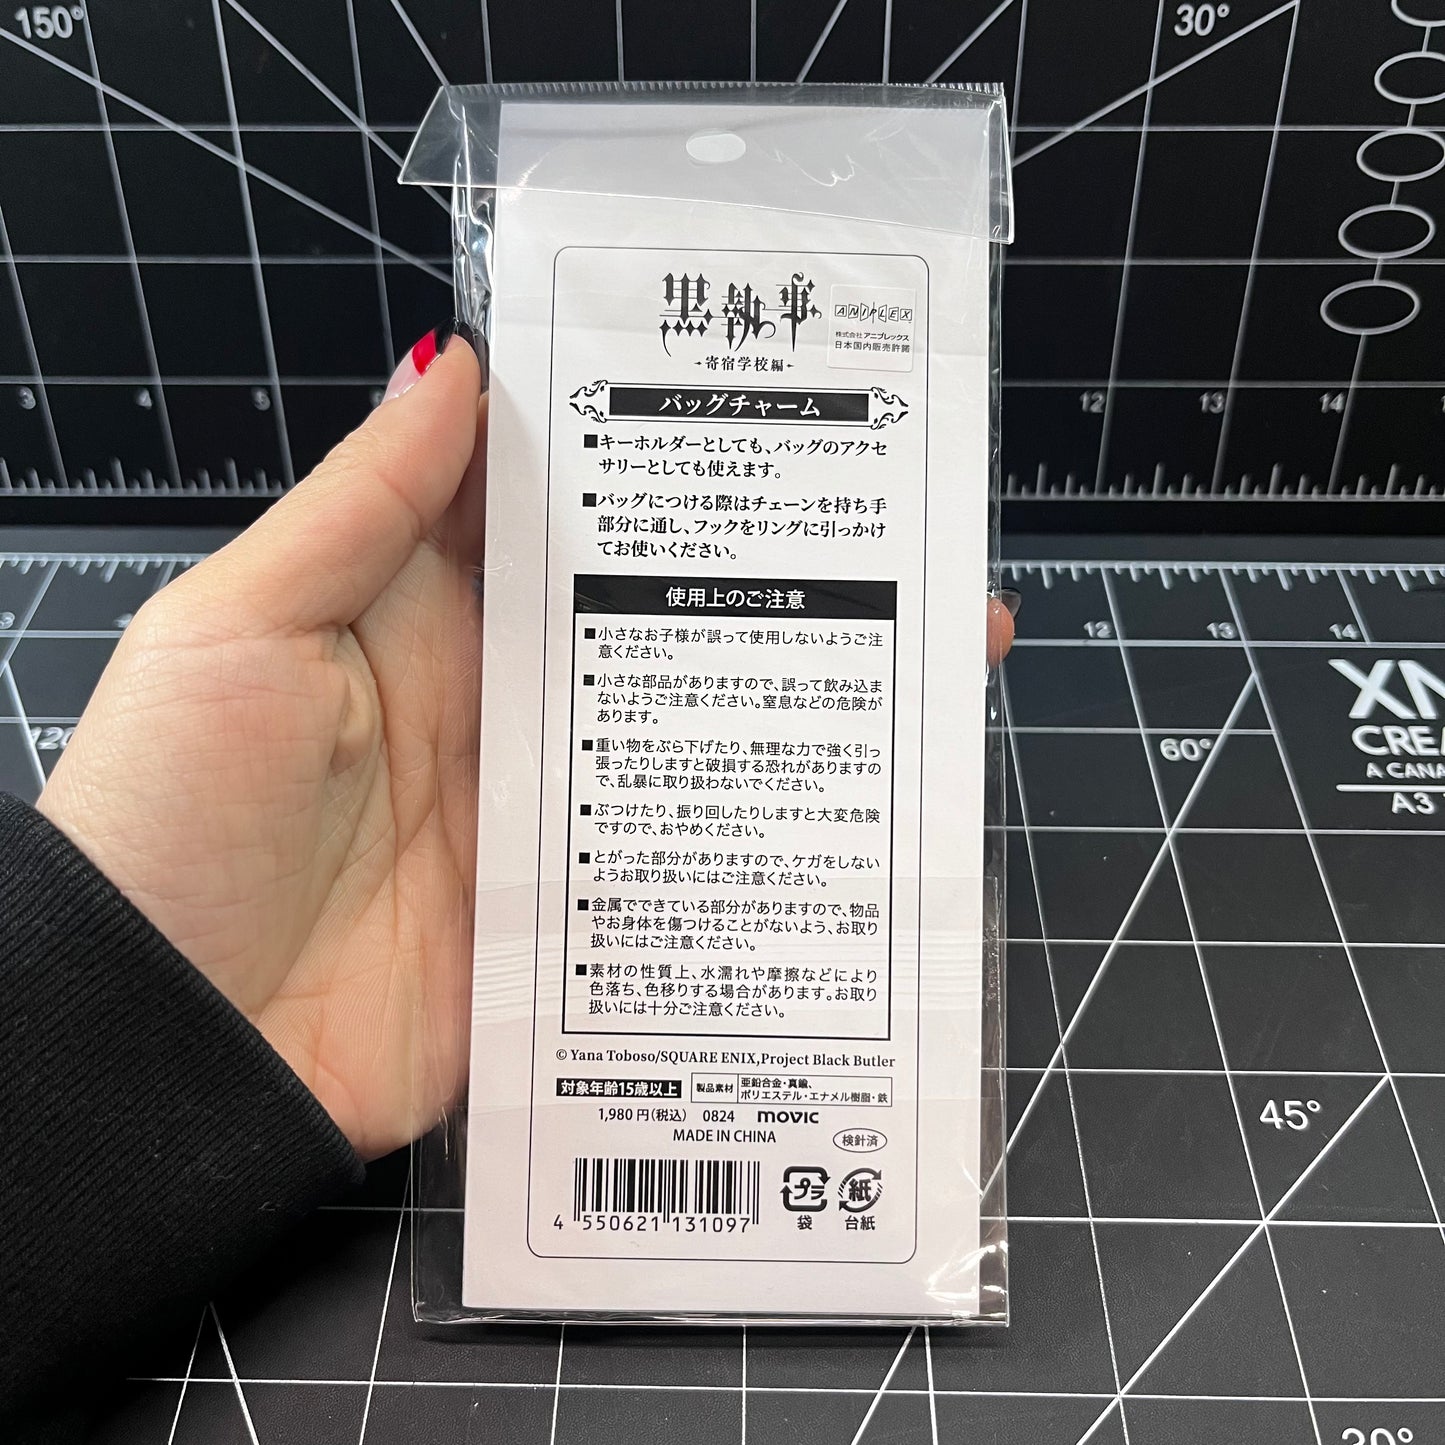 150°
30°
黒執事
寄宿学校編
ANIPLEX
株式会社アニプレックス
日本国内販売許諾
バッグチャーム
■キーホルダーとしても、バッグのアクセ
サリーとしても使えます。
■バッグにつける際はチェーンを持ち手
部分に通し、フックをリングに引っかけ
てお使いください。
使用上のご注意
■小さなお子様が誤って使用しないようご注
意ください。
■小さな部品がありますので、誤って飲み込ま
ないようご注意ください。窒息などの危険が
あります。
■重い物をぶら下げたり、無理な力で強く引っ
張ったりしますと破損する恐れがありますの
で、乱暴に取り扱わないでください。
■ぶつけたり、振り回したりしますと大変危険
ですので、おやめください。
■とがった部分がありますので、ケガをしない
ようお取り扱いにはご注意ください。
■金属でできている部分がありますので、物品
やお身体を傷つけることがないよう、お取り
扱いにはご注意ください。
■素材の性質上、水濡れや摩擦などにより
色落ち、色移りする場合があります。お取り
扱いには十分ご注意ください。
© Yana Toboso/SQUARE ENIX,Project Black Butler
対象年齢15歳以上
製品素材
亜鉛合金・真鍮、
ポリエステル・エナメル樹脂・鉄
1,980円(税込) 0824 movic
MADE IN CHINA
検針済
4 550621 131097
プラ
袋
紙
台紙
3 4 5 12 13 14
3 12 13 14
120
60°
XN
CREA
A CANA
A3
45°
30°